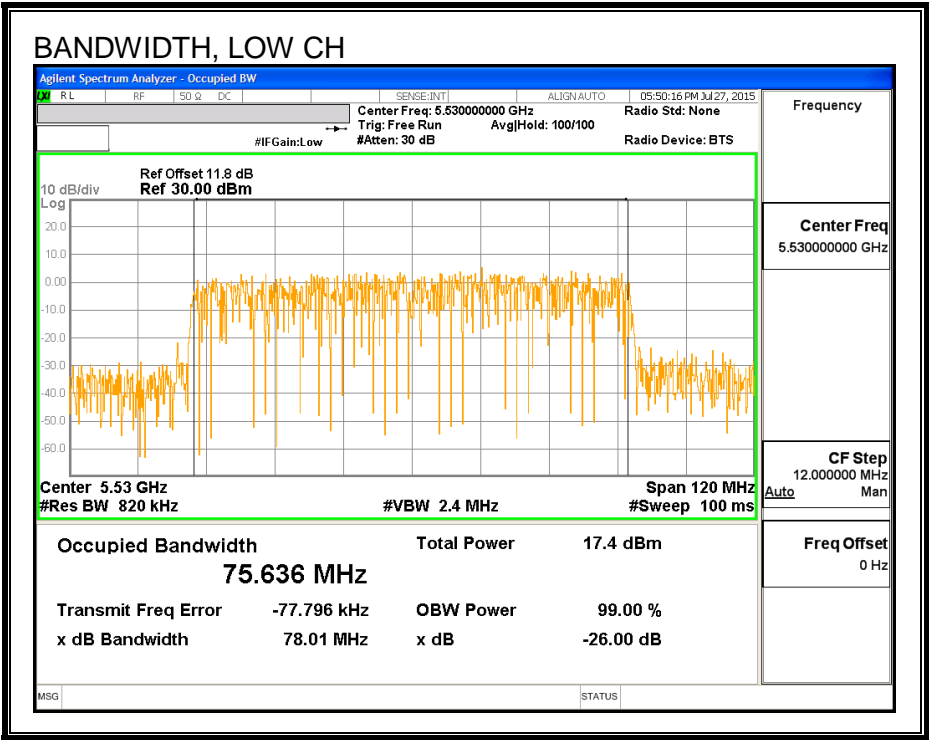 BANDWIDTH, LOW CH
Agilent Spectrum Analyzer - Occupied BW
LXI RL RF 50 Ω DC SENSE:INT ALIGNAUTO 05:50:16 PM Jul 27, 2015
Center Freq: 5.530000000 GHz Radio Std: None
Trig: Free Run Avg|Hold: 100/100
#IFGain:Low #Atten: 30 dB Radio Device: BTS
Ref Offset 11.8 dB
10 dB/div Ref 30.00 dBm
Log
20.0
10.0
0.00
-10.0
-20.0
-30.0
-40.0
-50.0
-60.0
Center 5.53 GHz Span 120 MHz
#Res BW 820 kHz #VBW 2.4 MHz #Sweep 100 ms
Occupied Bandwidth Total Power 17.4 dBm
75.636 MHz
Transmit Freq Error -77.796 kHz OBW Power 99.00 %
x dB Bandwidth 78.01 MHz x dB -26.00 dB
MSG STATUS
Frequency
Center Freq
5.530000000 GHz
CF Step
12.000000 MHz
Auto Man
Freq Offset
0 Hz